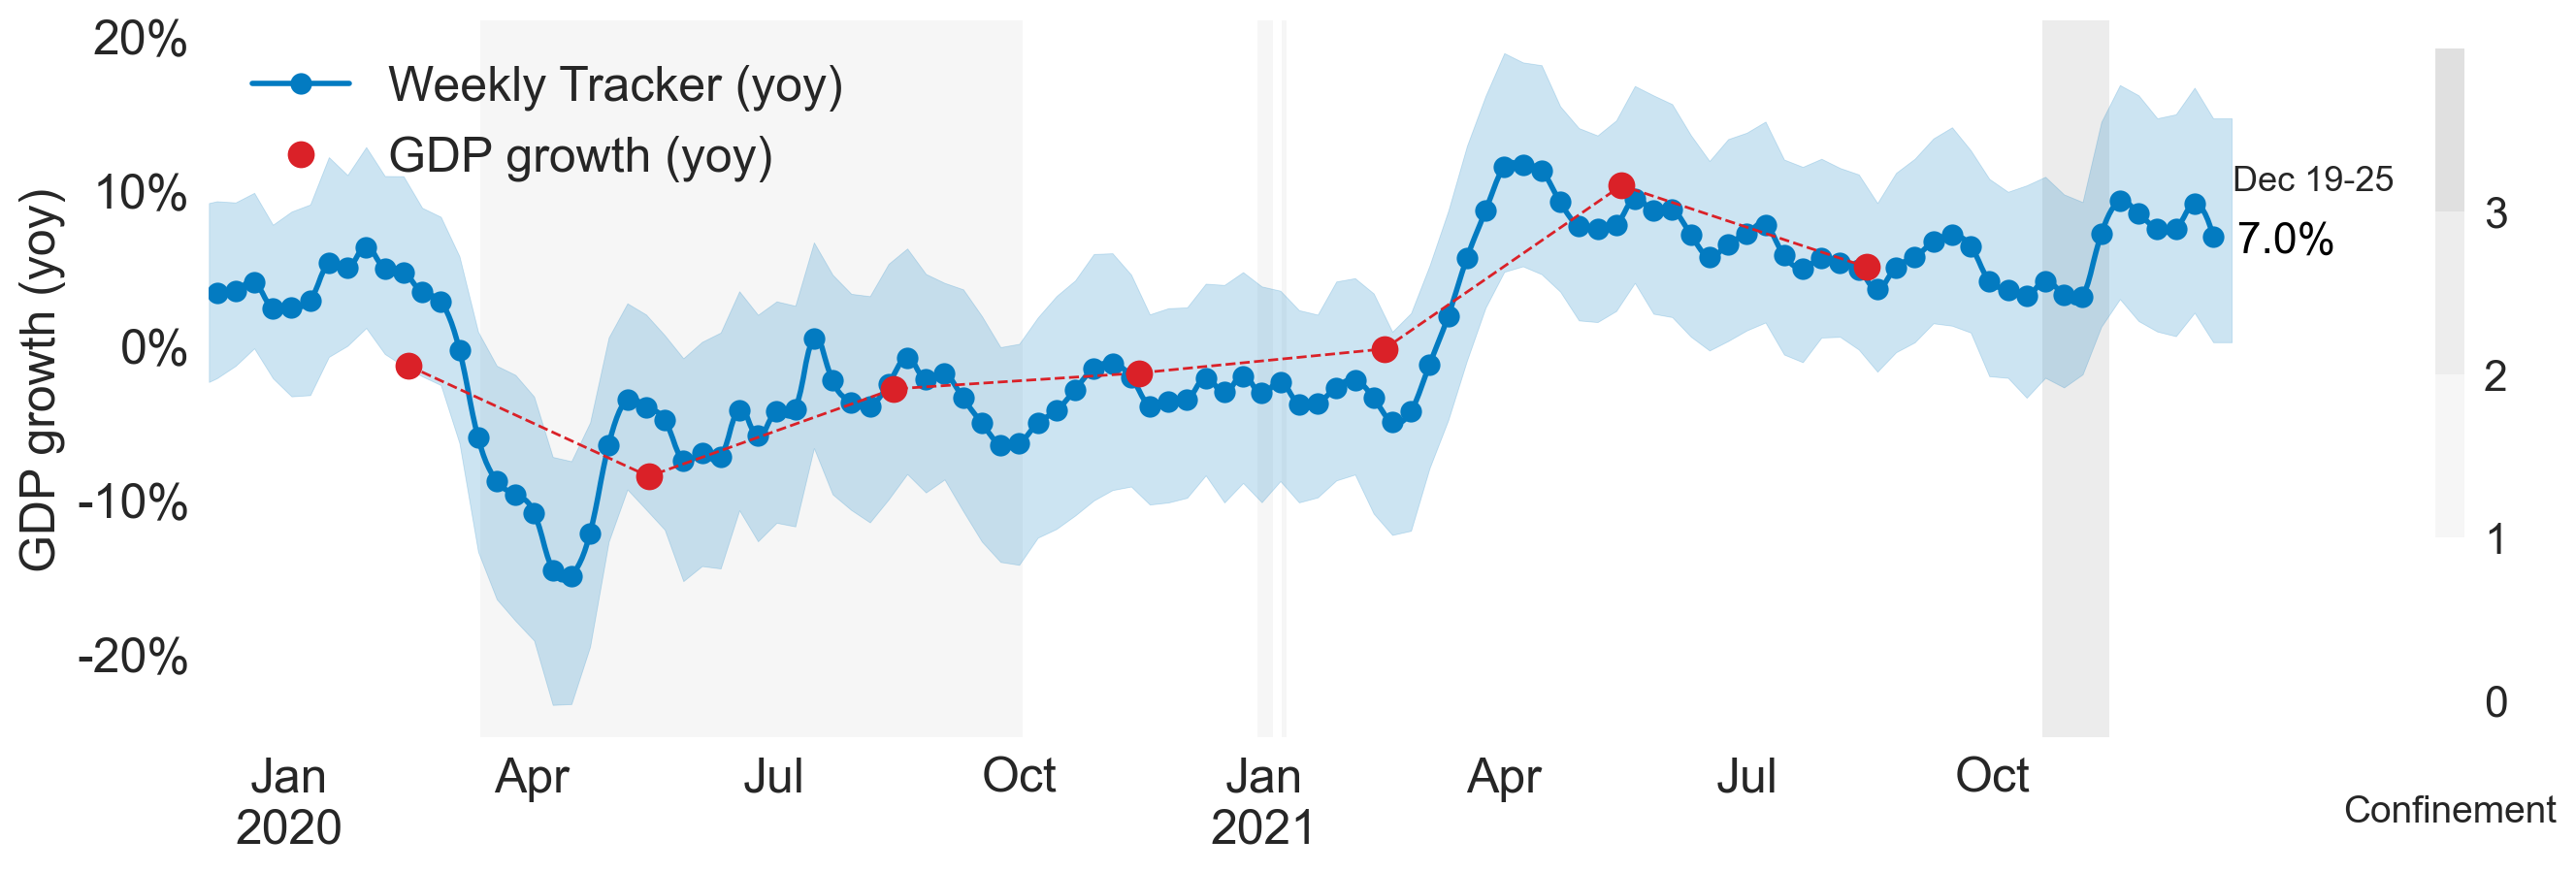 20%
10%
0%
-10%
-20%
GDP growth (yoy)
Weekly Tracker (yoy)
GDP growth (yoy)
Dec 19-25
7.0%
3
2
1
0
Confinement
Jan
2020
Apr
Jul
Oct
Jan
2021
Apr
Jul
Oct